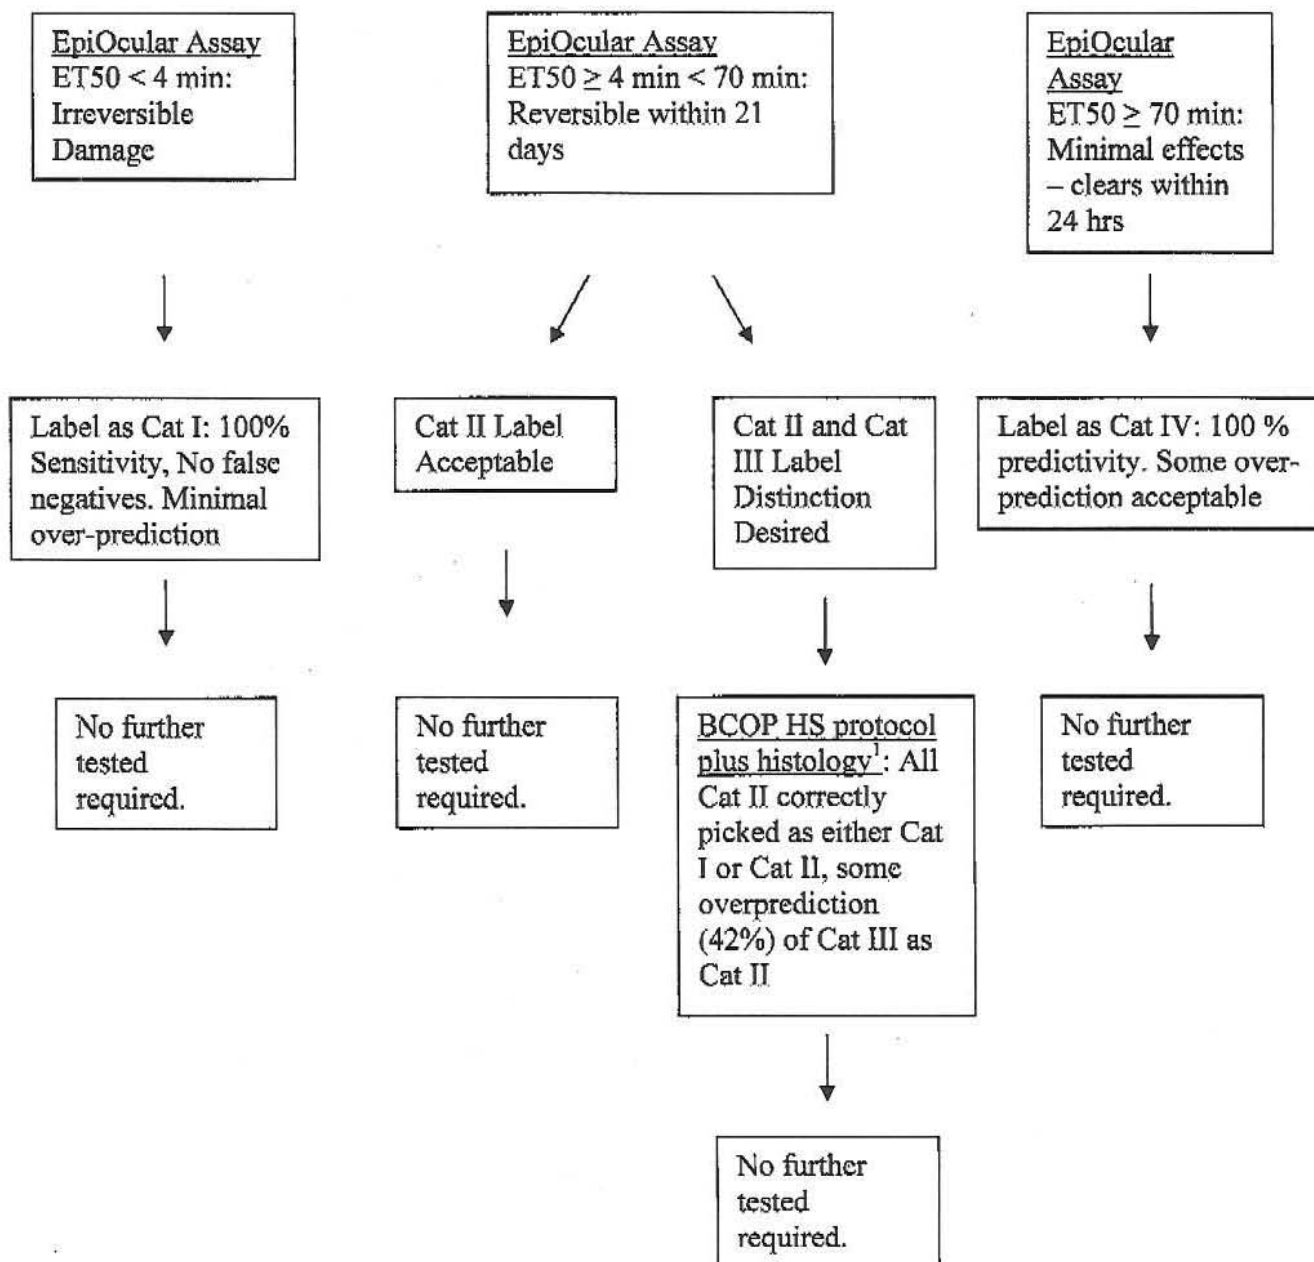 EpiOcular Assay
ET50 < 4 min:
Irreversible
Damage
EpiOcular Assay
ET50 ≥ 4 min < 70 min:
Reversible within 21
days
EpiOcular
Assay
ET50 ≥ 70 min:
Minimal effects
– clears within
24 hrs
Label as Cat I: 100%
Sensitivity, No false
negatives. Minimal
over-prediction
Cat II Label
Acceptable
Cat II and Cat
III Label
Distinction
Desired
Label as Cat IV: 100 %
predictivity. Some over-
prediction acceptable
No further
tested
required.
No further
tested
required.
BCOP HS protocol
plus histology¹: All
Cat II correctly
picked as either Cat
I or Cat II, some
overprediction
(42%) of Cat III as
Cat II
No further
tested
required.
No further
tested
required.